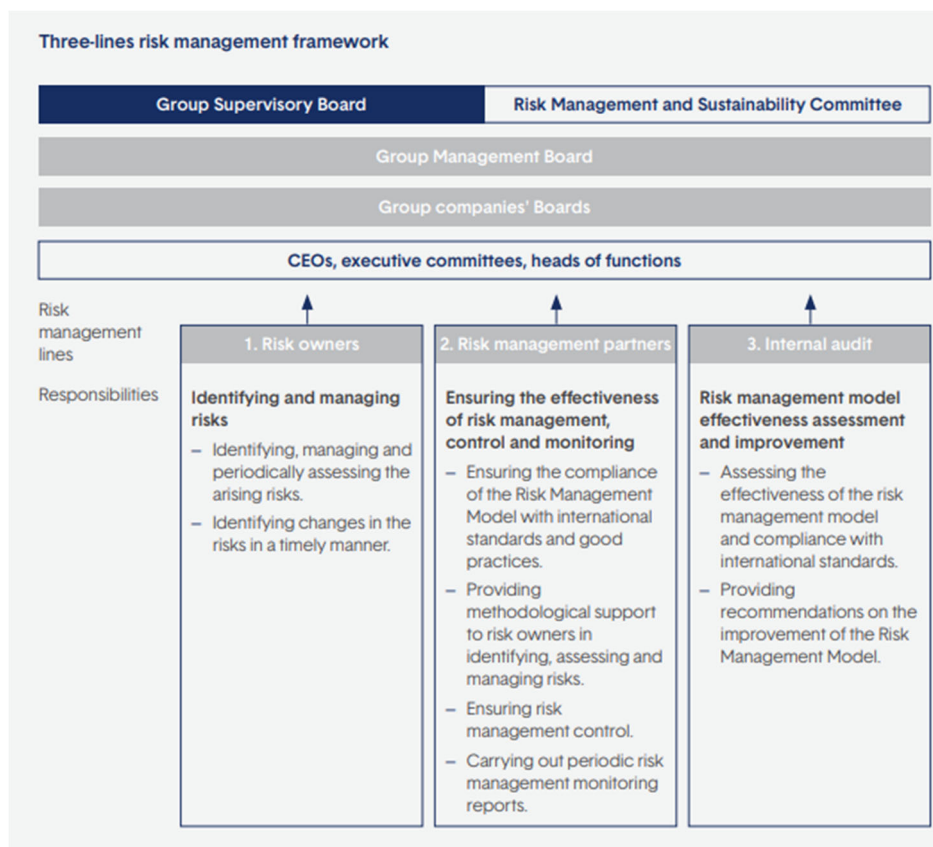 Three-lines risk management framework
Group Supervisory Board
Risk Management and Sustainability Committee
Group Management Board
Group companies' Boards
CEOs, executive committees, heads of functions
Risk
management
lines
1. Risk owners
2. Risk management partners
3. Internal audit
Responsibilities
Identifying and managing
risks
– Identifying, managing and
periodically assessing the
arising risks.
– Identifying changes in the
risks in a timely manner.
Ensuring the effectiveness
of risk management,
control and monitoring
– Ensuring the compliance
of the Risk Management
Model with international
standards and good
practices.
– Providing
methodological support
to risk owners in
identifying, assessing and
managing risks.
– Ensuring risk
management control.
– Carrying out periodic risk
management monitoring
reports.
Risk management model
effectiveness assessment
and improvement
– Assessing the
effectiveness of the risk
management model
and compliance with
international standards.
– Providing
recommendations on the
improvement of the Risk
Management Model.